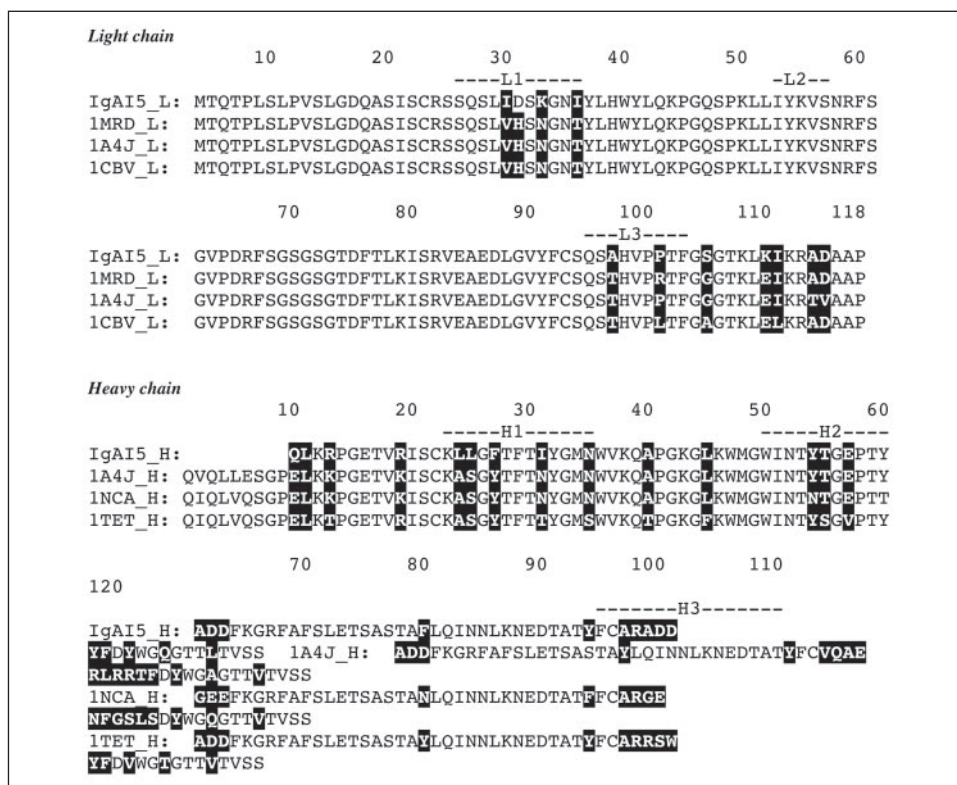 Light chain
10 20 30 40 50 60
-----L1------ --L2--
IgAI5_L: MTQTPLSLPVSLGDQASISCRSSQSLIDSKGNIYLHWYLQKPGQSPKLLIYKVSNRFS
1MRD_L: MTQTPLSLPVSLGDQASISCRSSQSLVHSNGNTYLHWYLQKPGQSPKLLIYKVSNRFS
1A4J_L: MTQTPLSLPVSLGDQASISCRSSQSLVHSNGNTYLHWYLQKPGQSPKLLIYKVSNRFS
1CBV_L: MTQTPLSLPVSLGDQASISCRSSQSLVHSNGNTYLHWYLQKPGQSPKLLIYKVSNRFS
70 80 90 100 110 118
---L3----
IgAI5_L: GVPDRFSGSGSGTDFTLKISRVEAEDLGVYFCSQSAHVPPTFGSGTKLKIKRADAAP
1MRD_L: GVPDRFSGSGSGTDFTLKISRVEAEDLGVYFCSQSTHVPRTFGGGTKLEIKRADAAP
1A4J_L: GVPDRFSGSGSGTDFTLKISRVEAEDLGVYFCSQSTHVPPTFGGGTKLEIKRTVAAP
1CBV_L: GVPDRFSGSGSGTDFTLKISRVEAEDLGVYFCSQSTHVPLTFGAGTKLELKRADAAP
Heavy chain
10 20 30 40 50 60
-----H1------ -----H2----
IgAI5_H: QLKRPGETVRISCKLLGFTFTIYGMNWVKQAPGKGLKWMGWINTYTGEPTY
1A4J_H: QVQLLESGPELKKPGETVKISCKASGYTFTNYGMNWVKQAPGKGLKWMGWINTYTGEPTY
1NCA_H: QIQLVQSGPELKKPGETVKISCKASGYTFTNYGMNWVKQAPGKGLKWMGWINTNTGEPTT
1TET_H: QIQLVQSGPELKTPGETVRISCKASGYTFTTYGMSWVKQTPGKGFKWMGWINTYSGVPTY
70 80 90 100 110
120
-------H3-------
IgAI5_H: ADDFKGRFAFSLETSASTAFLQINNLKNEDTATYFCARADD
YFDYWGQGTTLTVSS 1A4J_H: ADDFKGRFAFSLETSASTAYLQINNLKNEDTATYFCVQAE
RLRRTFDYWGAGTTVTVSS
1NCA_H: GEEFKGRFAFSLETSASTANLQINNLKNEDTATFFCARGE
NFGSLSDYWGQGTTVTVSS
1TET_H: ADDFKGRFAFSLETSASTAYLQINNLKNEDTATYFCARRSW
YFDVWGTGTTVTVSS